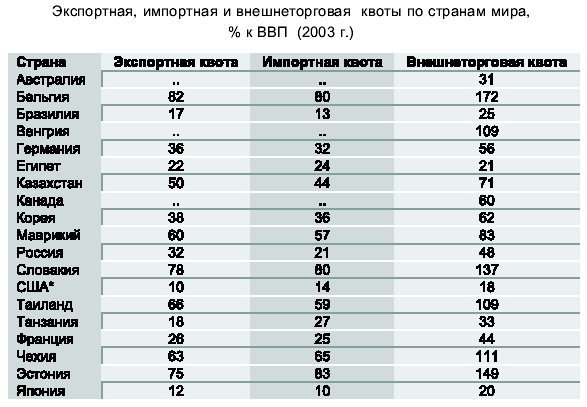 Экспортная, импортная и внешнеторговая квоты по странам мира,
% к ВВП (2003 г.)
Страна Экспортная квота Импортная квота Внешнеторговая квота
Австралия .. .. 31
Бельгия 82 80 172
Бразилия 17 13 25
Венгрия .. .. 109
Германия 36 32 56
Египет 22 24 21
Казахстан 50 44 71
Канада .. .. 60
Корея 38 36 62
Маврикий 60 57 83
Россия 32 21 48
Словакия 78 80 137
США* 10 14 18
Таиланд 66 59 109
Танзания 18 27 33
Франция 26 25 44
Чехия 63 65 111
Эстония 75 83 149
Япония 12 10 20